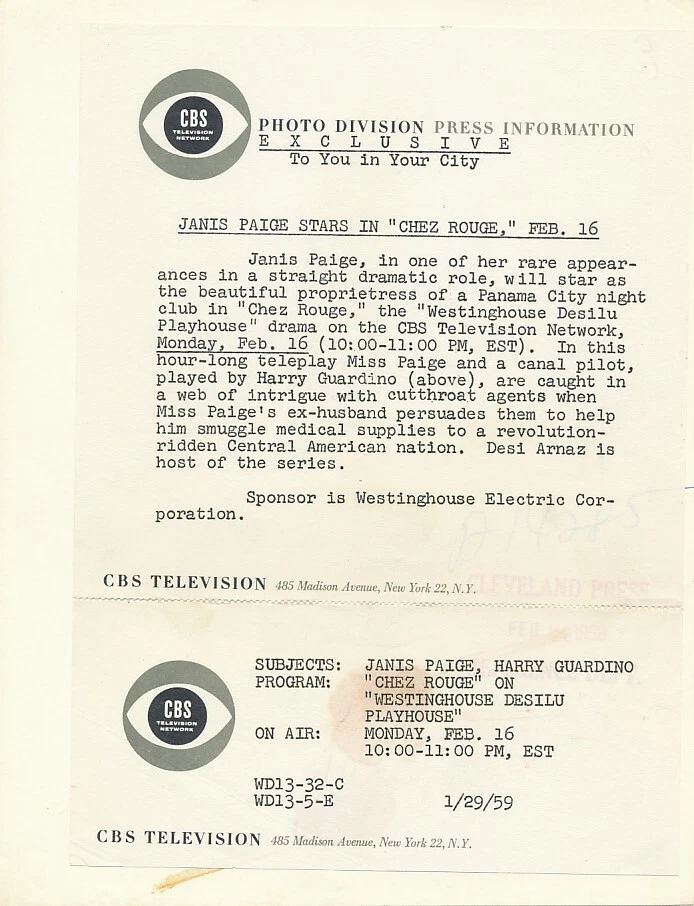 CBS
TELEVISION
NETWORK
PHOTO DIVISION PRESS INFORMATION
EXCLUSIVE
To You in Your City
JANIS PAIGE STARS IN "CHEZ ROUGE," FEB. 16
Janis Paige, in one of her rare appear-
ances in a straight dramatic role, will star as
the beautiful proprietress of a Panama City night
club in "Chez Rouge," the "Westinghouse Desilu
Playhouse" drama on the CBS Television Network,
Monday, Feb. 16 (10:00-11:00 PM, EST). In this
hour-long teleplay Miss Paige and a canal pilot,
played by Harry Guardino (above), are caught in
a web of intrigue with cutthroat agents when
Miss Paige's ex-husband persuades them to help
him smuggle medical supplies to a revolution-
ridden Central American nation. Desi Arnaz is
host of the series.
Sponsor is Westinghouse Electric Cor-
poration.
CBS TELEVISION 485 Madison Avenue, New York 22, N.Y.
CLEVELAND PRESS
FEB
SUBJECTS: JANIS PAIGE, HARRY GUARDINO
PROGRAM: "CHEZ ROUGE" ON
"WESTINGHOUSE DESILU
PLAYHOUSE"
ON AIR: MONDAY, FEB. 16
10:00-11:00 PM, EST
CBS
TELEVISION
NETWORK
WD13-32-C
WD13-5-E 1/29/59
CBS TELEVISION 485 Madison Avenue, New York 22, N.Y.